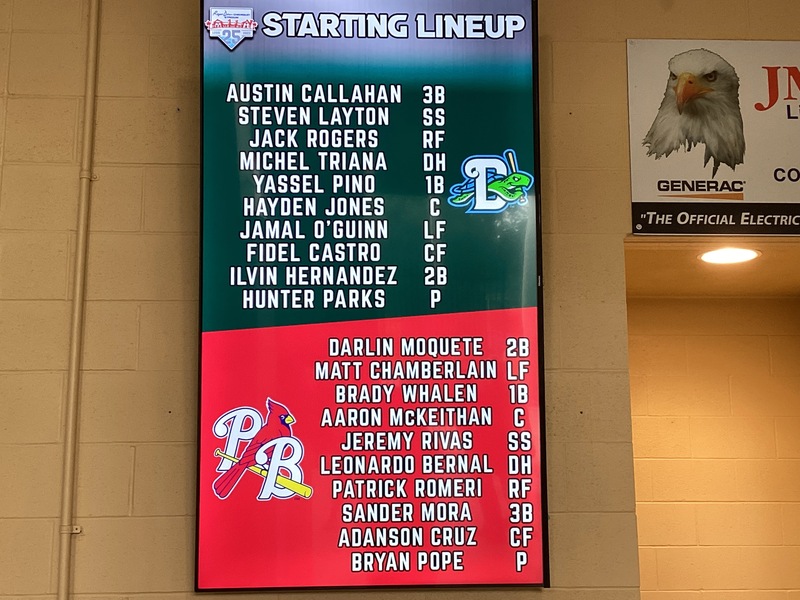 25
STARTING LINEUP
AUSTIN CALLAHAN 3B
STEVEN LAYTON SS
JACK ROGERS RF
MICHEL TRIANA DH
YASSEL PINO 1B
HAYDEN JONES C
JAMAL O'GUINN LF
FIDEL CASTRO CF
ILVIN HERNANDEZ 2B
HUNTER PARKS P
D
DARLIN MOQUETE 2B
MATT CHAMBERLAIN LF
BRADY WHALEN 1B
AARON McKEITHAN C
JEREMY RIVAS SS
LEONARDO BERNAL DH
PATRICK ROMERI RF
SANDER MORA 3B
ADANSON CRUZ CF
BRYAN POPE P
PB
GENERAC
CO
"THE OFFICIAL ELECTRIC